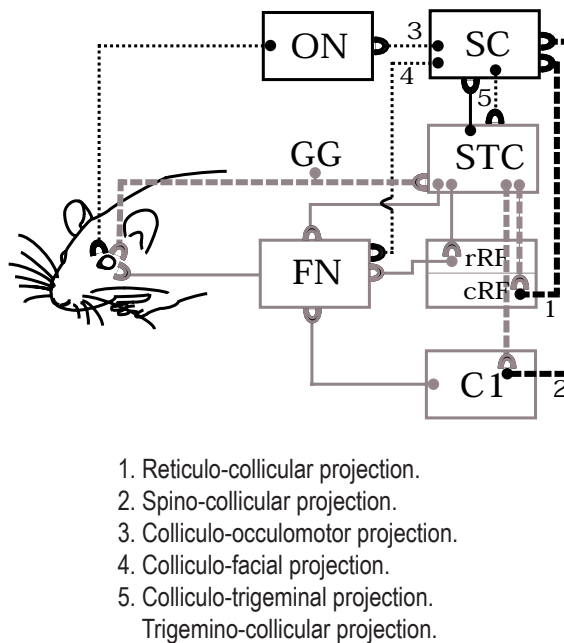 ON
3
SC
4
5
GG
STC
FN
rRF
cRF
1
C1
2
1. Reticulo-collicular projection.
2. Spino-collicular projection.
3. Colliculo-occulomotor projection.
4. Colliculo-facial projection.
5. Colliculo-trigeminal projection.
Trigemino-collicular projection.